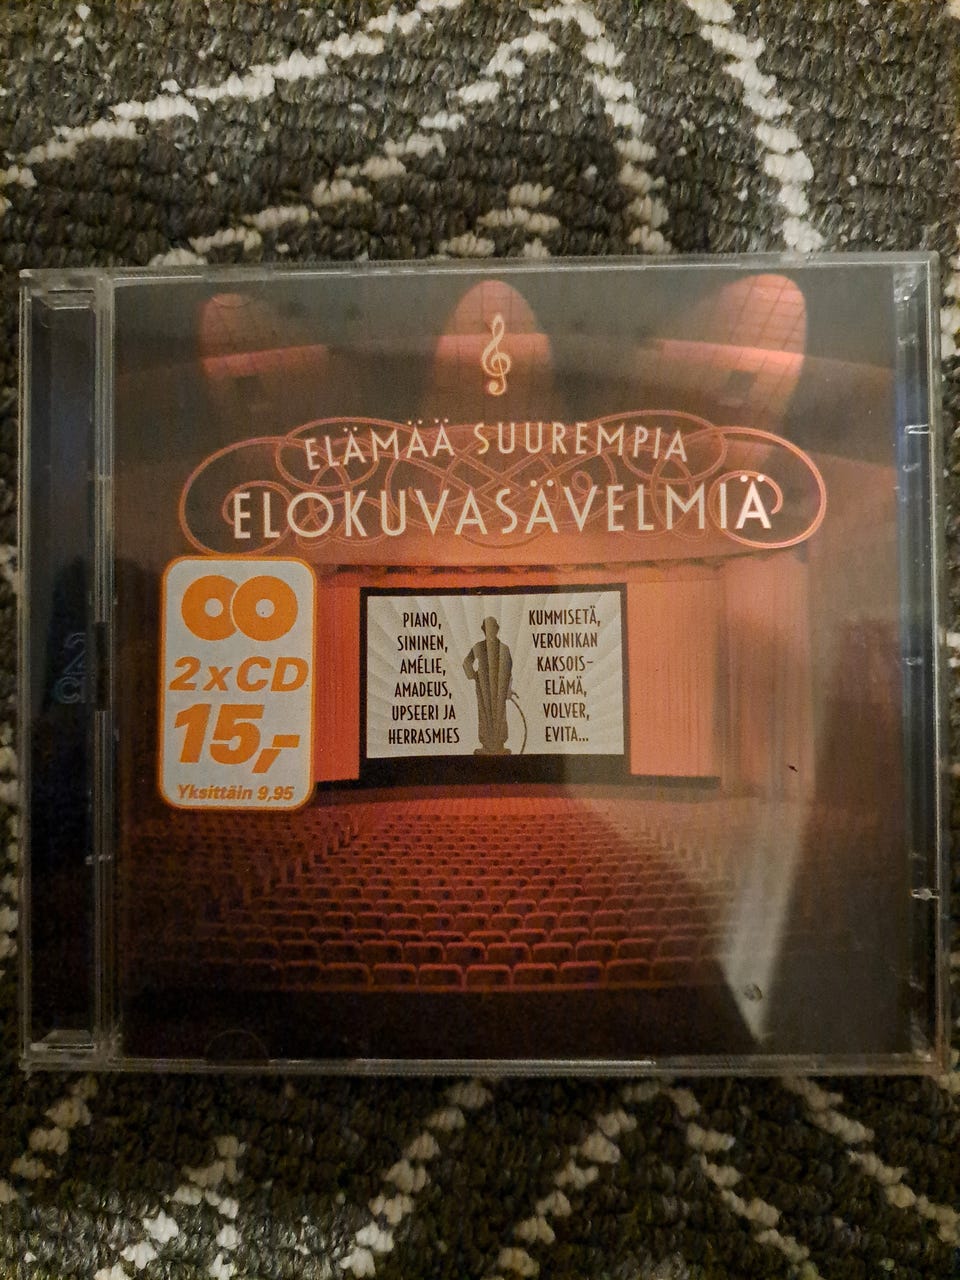 ELÄMÄÄ SUUREMPIA
ELOKUVASÄVELMIÄ
2 x CD
15,-
Yksittäin 9,95
PIANO,
SININEN,
AMÉLIE,
AMADEUS,
UPSEERI JA
HERRASMIES
KUMMISETÄ,
VERONIKAN
KAKSOIS-
ELÄMÄ,
VOLVER,
EVITA...